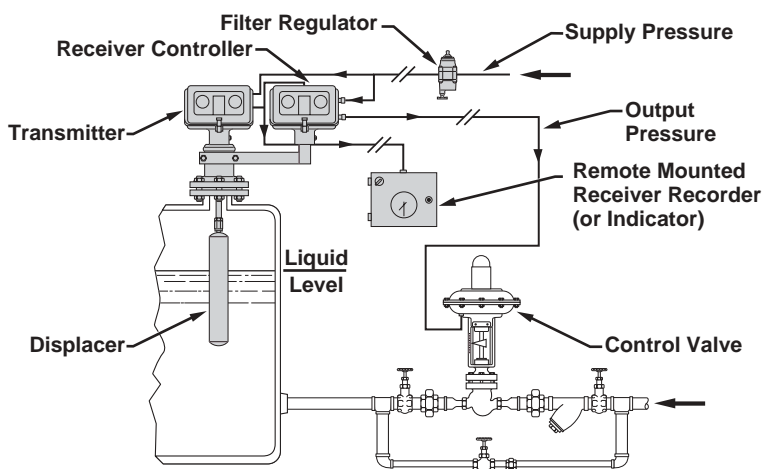 Filter Regulator
Receiver Controller
Supply Pressure
Transmitter
Output
Pressure
Remote Mounted
Receiver Recorder
(or Indicator)
Liquid
Level
Displacer
Control Valve